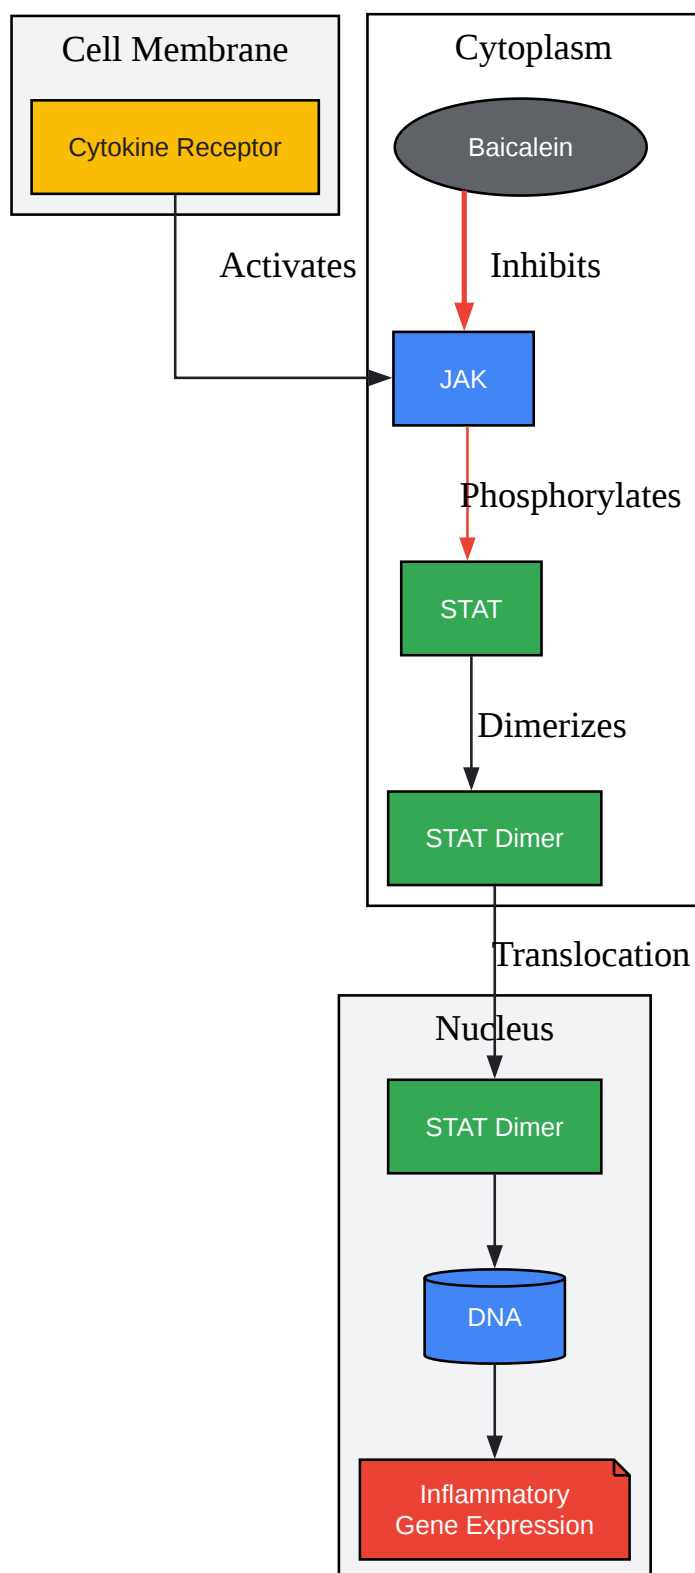 Cell Membrane
Cytoplasm
Cytokine Receptor
Baicalein
Activates
Inhibits
JAK
Phosphorylates
STAT
Dimerizes
STAT Dimer
Translocation
Nucleus
STAT Dimer
DNA
Inflammatory
Gene Expression